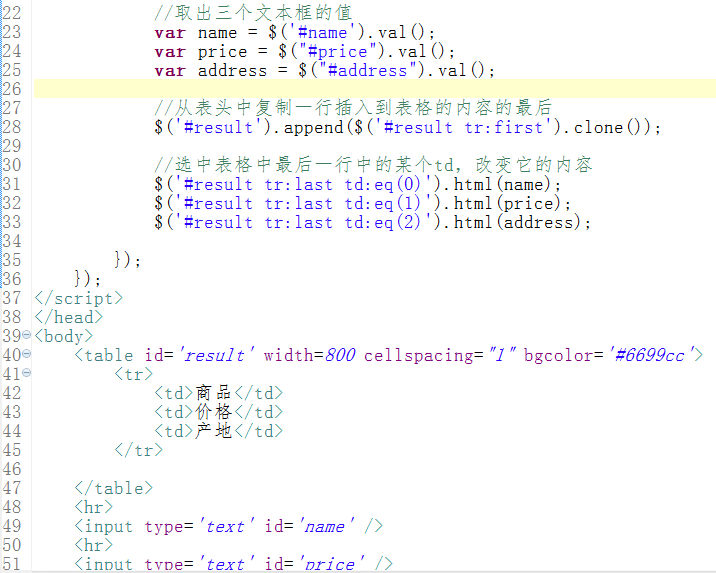 22            //取出三个文本框的值
23            var name = $('#name').val();
24            var price = $("#price").val();
25            var address = $("#address").val();
26
27            //从表头中复制一行插入到表格的内容的最后
28            $('#result').append($('#result tr:first').clone());
29
30            //选中表格中最后一行中的某个td，改变它的内容
31            $('#result tr:last td:eq(0)').html(name);
32            $('#result tr:last td:eq(1)').html(price);
33            $('#result tr:last td:eq(2)').html(address);
34
35        });
36    });
37 </script>
38 </head>
39 <body>
40    <table id='result' width=800 cellspacing="1" bgcolor='#6699cc'>
41        <tr>
42            <td>商品</td>
43            <td>价格</td>
44            <td>产地</td>
45        </tr>
46
47    </table>
48    <hr>
49    <input type='text' id='name' />
50    <hr>
51    <input type='text' id='price' />